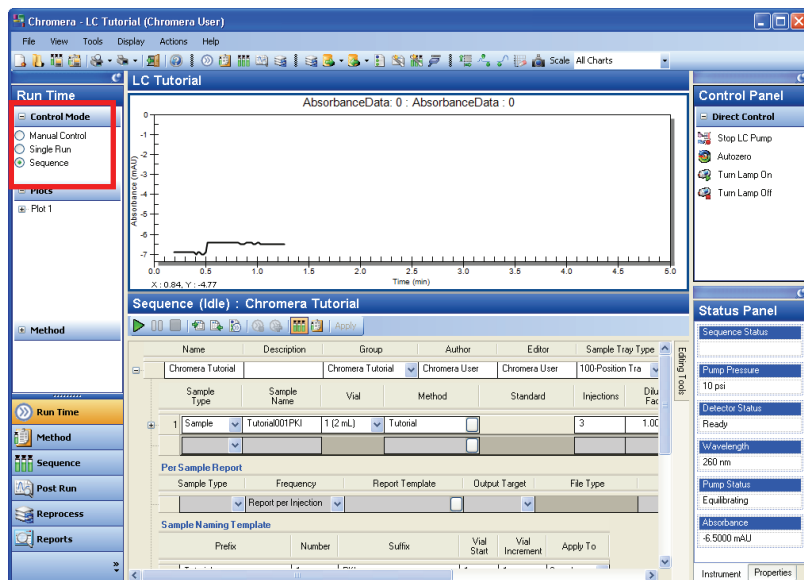 Chromera - LC Tutorial (Chromera User)
File View Tools Display Actions Help
Scale All Charts
Run Time
Control Mode
Manual Control
Single Run
Sequence
Plots
Plot 1
Method
Run Time
Method
Sequence
Post Run
Reprocess
Reports
LC Tutorial
AbsorbanceData: 0 : AbsorbanceData : 0
Absorbance (mAU)
0
-1
-2
-3
-4
-5
-6
-7
0.0 0.5 1.0 1.5 2.0 2.5 3.0 3.5 4.0 4.5 5.0
X : 0.84, Y : -4.77
Time (min)
Sequence (Idle) : Chromera Tutorial
Apply
Name Description Group Author Editor Sample Tray Type
Chromera Tutorial Chromera Tutorial Chromera User Chromera User 100-Position Tra
Sample Type Sample Name Vial Method Standard Injections Dilu Fac
1 Sample Tutorial001PKI 1 (2 mL) Tutorial 3 1.00
Per Sample Report
Sample Type Frequency Report Template Output Target File Type
Report per Injection
Sample Naming Template
Prefix Number Suffix Vial Start Vial Increment Apply To
Editing Tools
Control Panel
Direct Control
Stop LC Pump
Autozero
Turn Lamp On
Turn Lamp Off
Status Panel
Sequence Status
Pump Pressure
10 psi
Detector Status
Ready
Wavelength
260 nm
Pump Status
Equilibrating
Absorbance
-6.5000 mAU
Instrument Properties